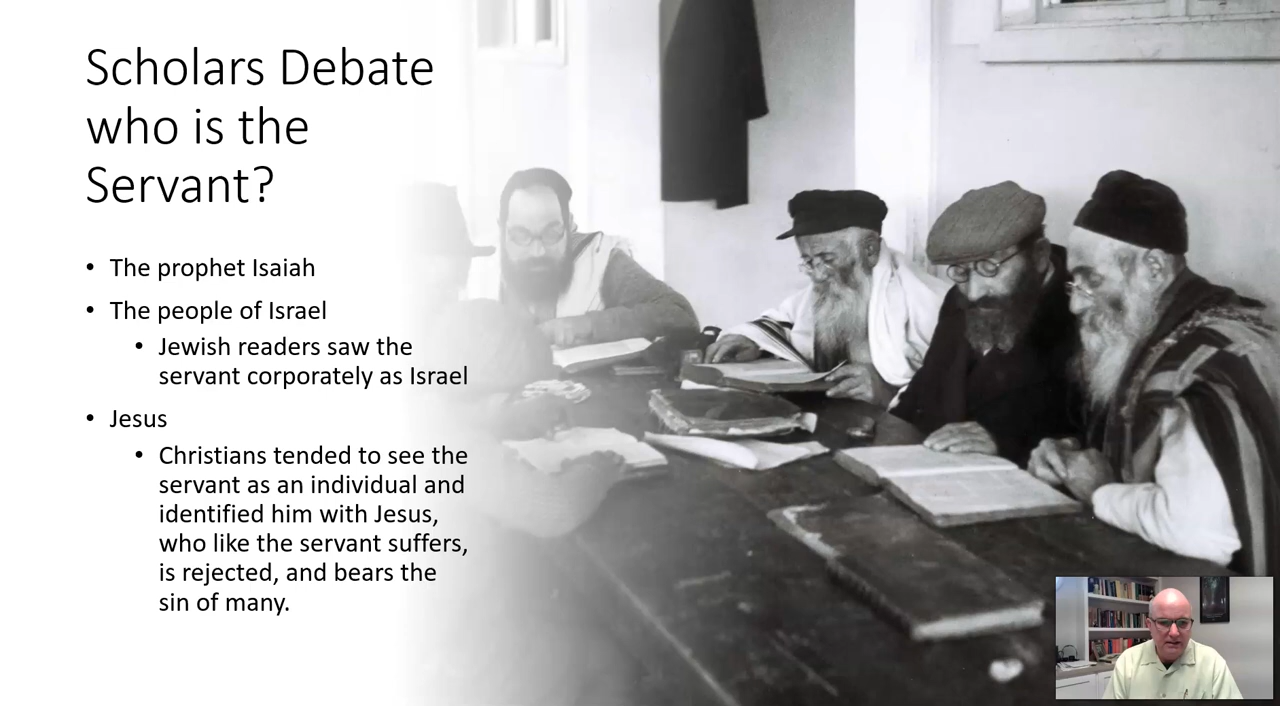 Scholars Debate
who is the
Servant?
• The prophet Isaiah
• The people of Israel
• Jewish readers saw the
servant corporately as Israel
• Jesus
• Christians tended to see the
servant as an individual and
identified him with Jesus,
who like the servant suffers,
is rejected, and bears the
sin of many.